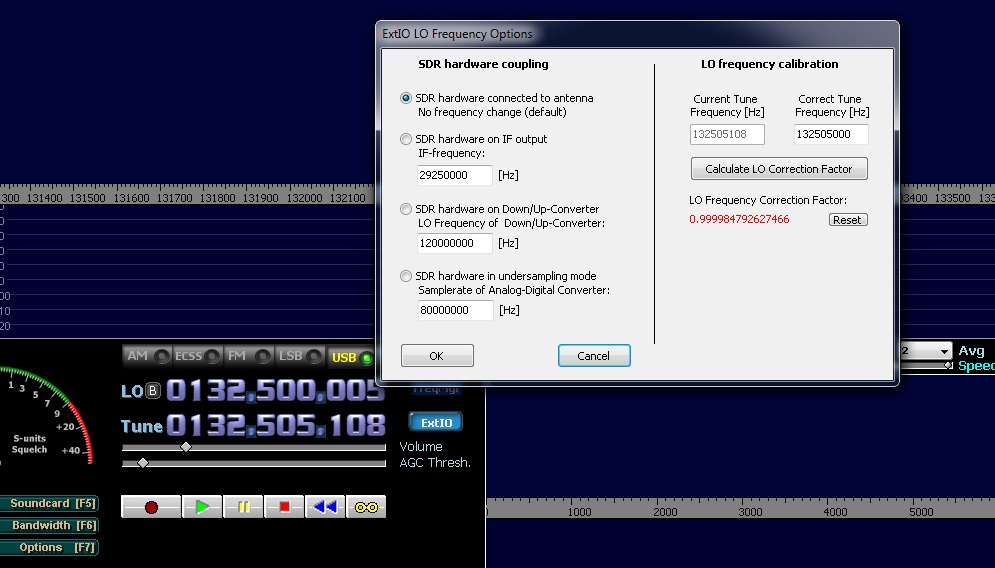 ExtIO LO Frequency Options
SDR hardware coupling
SDR hardware connected to antenna
No frequency change (default)
SDR hardware on IF output
IF-frequency:
29250000 [Hz]
SDR hardware on Down/Up-Converter
LO Frequency of Down/Up-Converter:
120000000 [Hz]
SDR hardware in undersampling mode
Samplerate of Analog-Digital Converter:
80000000 [Hz]
OK
Cancel
LO frequency calibration
Current Tune
Frequency [Hz]
Correct Tune
Frequency [Hz]
132505108
132505000
Calculate LO Correction Factor
LO Frequency Correction Factor:
0.999984792627466
Reset
300 131400 131500 131600 131700 131800 131900 132000 132100
133400 133500 133
0
0
0
0
00
10
20
AM
ECSS
FM
LSB
USB
FreqMgr
2
Avg
Speed
LO B 0132.500.005
Tune 0132.505.108
ExtIO
Volume
AGC Thresh.
1 3 5 7 9 +20 +40
S-units
Squelch
Soundcard [F5]
Bandwidth [F6]
Options [F7]
0 1000 2000 3000 4000 5000